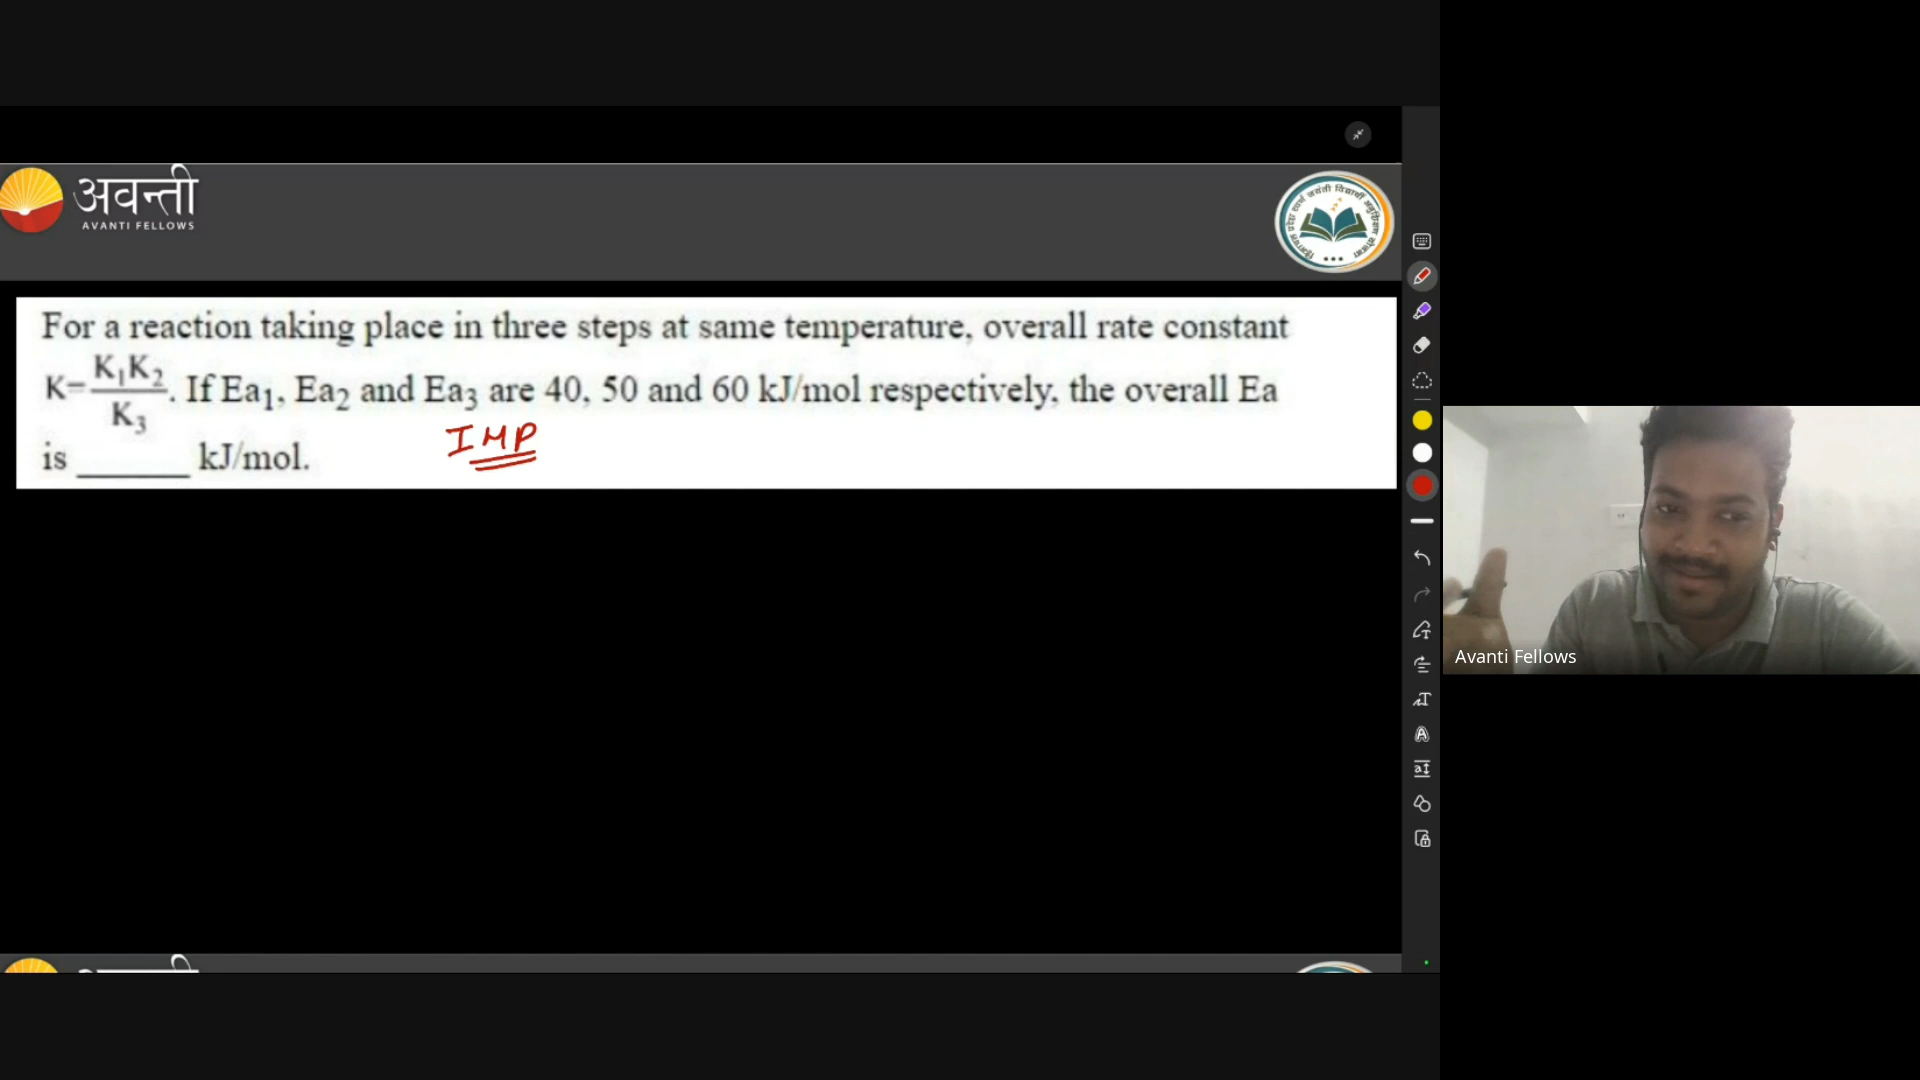 अवन्ती
AVANTI FELLOWS
For a reaction taking place in three steps at same temperature, overall rate constant
K=K₁K₂/K₃. If Ea₁, Ea₂ and Ea₃ are 40, 50 and 60 kJ/mol respectively, the overall Ea
is ________ kJ/mol.
IMP
Avanti Fellows